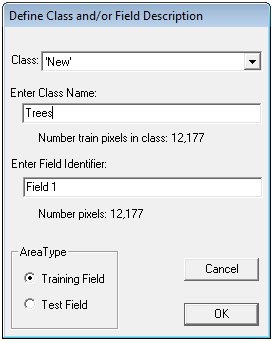 Define Class and/or Field Description
Class: 'New'
Enter Class Name:
Trees
Number train pixels in class: 12,177
Enter Field Identifier:
Field 1
Number pixels: 12,177
AreaType
Training Field
Test Field
Cancel
OK